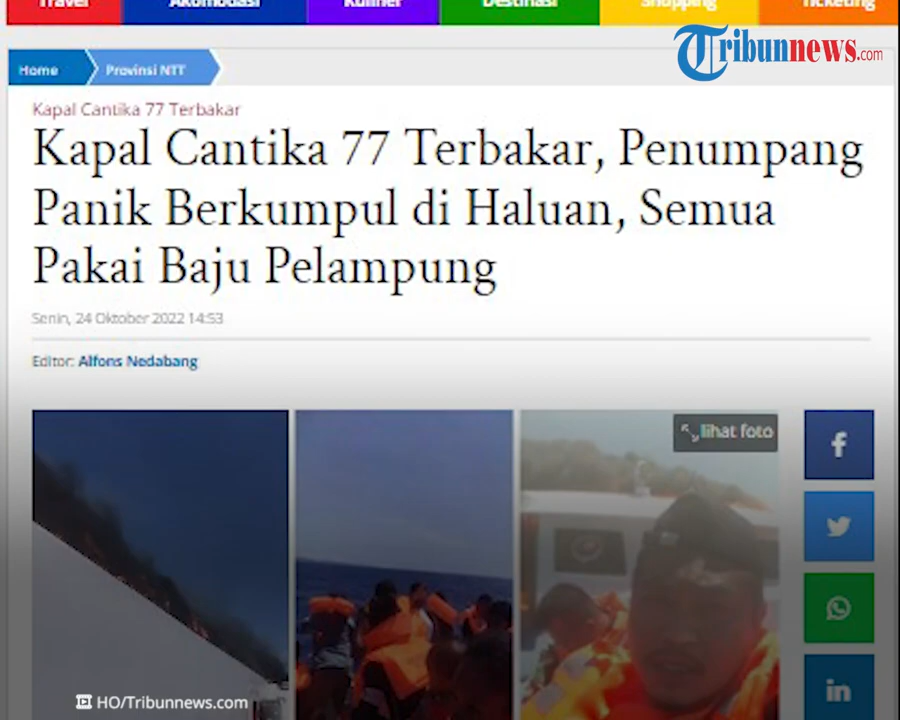 Travel Akomodasi Kuliner Destinasi Shopping Ticketing
Tribunnews.com
Home Provinsi NTT
Kapal Cantika 77 Terbakar
Kapal Cantika 77 Terbakar, Penumpang
Panik Berkumpul di Haluan, Semua
Pakai Baju Pelampung
Senin, 24 Oktober 2022 14:53
Editor: Alfons Nedabang
lihat foto
HO/Tribunnews.com